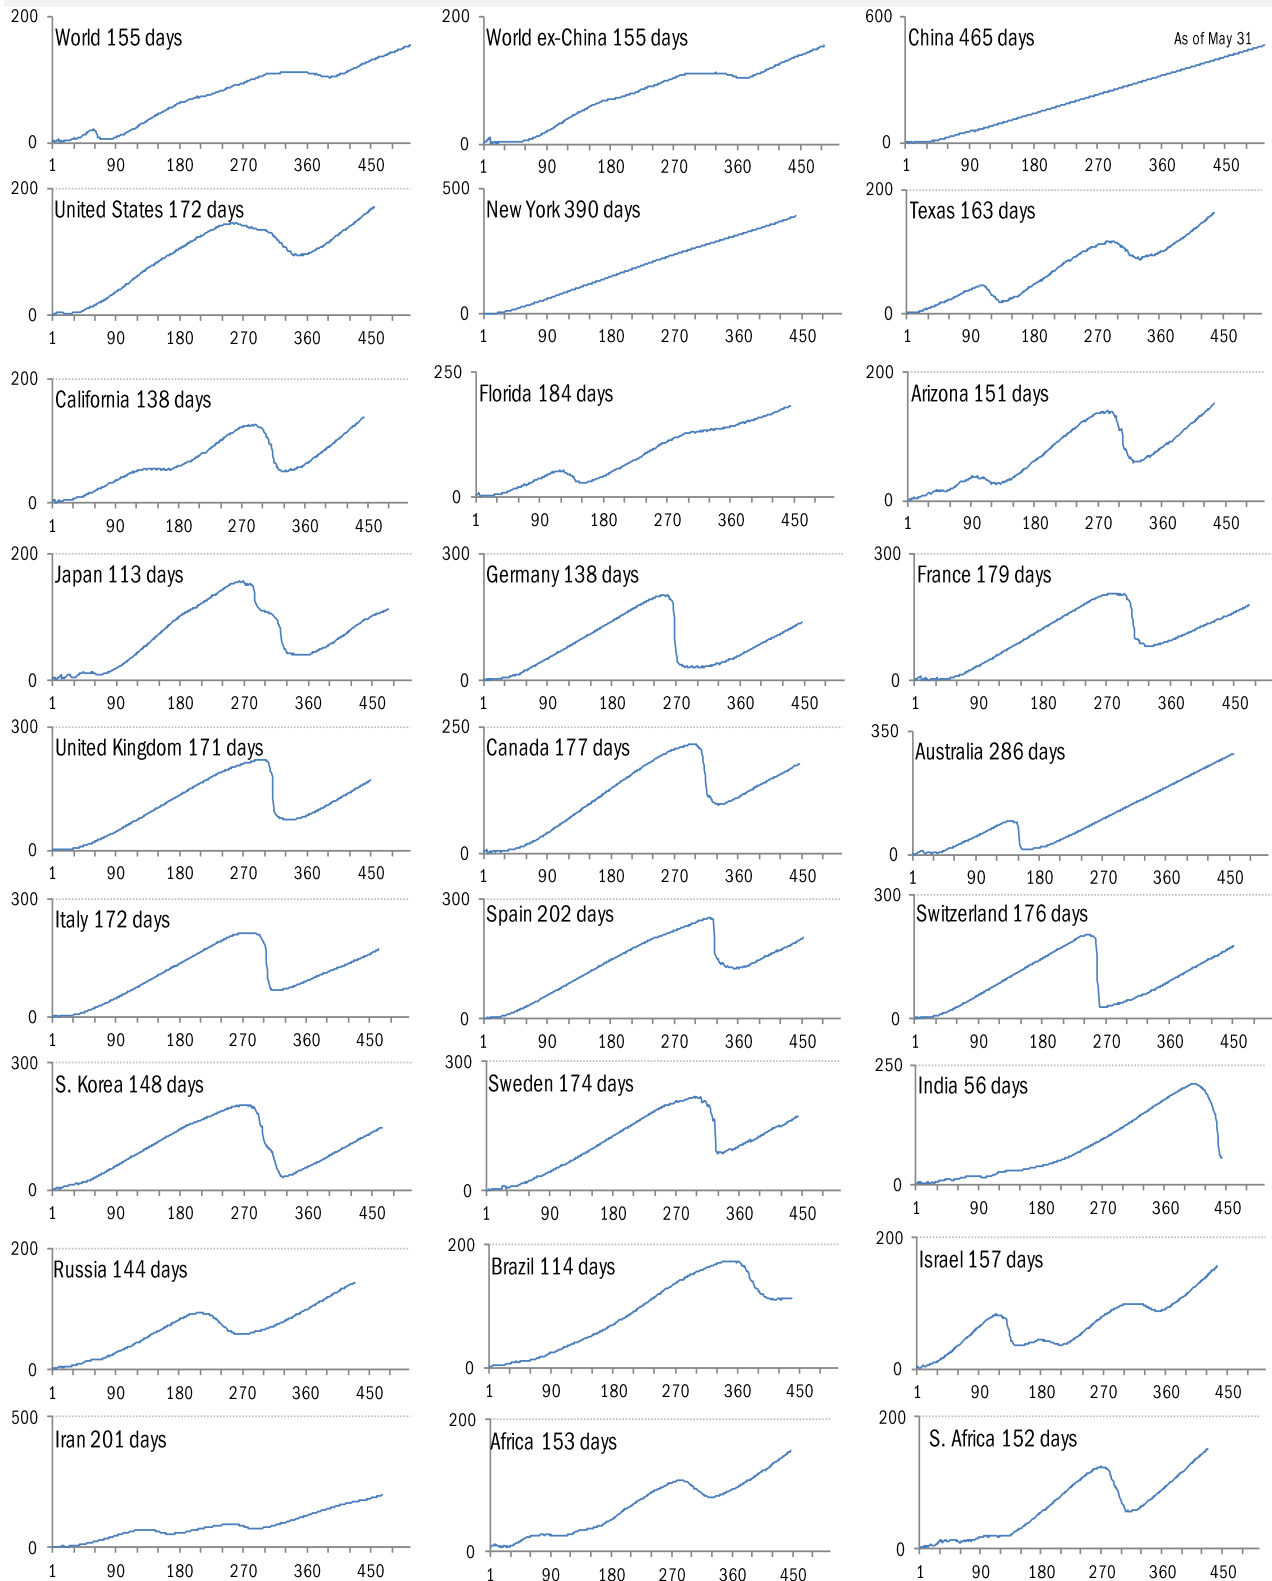 200
World 155 days
0
1 90 180 270 360 450
200
World ex-China 155 days
0
1 90 180 270 360 450
600
China 465 days
As of May 31
0
1 90 180 270 360 450
200
United States 172 days
0
1 90 180 270 360 450
500
New York 390 days
0
1 90 180 270 360 450
200
Texas 163 days
0
1 90 180 270 360 450
200
California 138 days
0
1 90 180 270 360 450
250
Florida 184 days
0
1 90 180 270 360 450
200
Arizona 151 days
0
1 90 180 270 360 450
200
Japan 113 days
0
1 90 180 270 360 450
300
Germany 138 days
0
1 90 180 270 360 450
300
France 179 days
0
1 90 180 270 360 450
300
United Kingdom 171 days
0
1 90 180 270 360 450
250
Canada 177 days
0
1 90 180 270 360 450
350
Australia 286 days
0
1 90 180 270 360 450
300
Italy 172 days
0
1 90 180 270 360 450
300
Spain 202 days
0
1 90 180 270 360 450
300
Switzerland 176 days
0
1 90 180 270 360 450
300
S. Korea 148 days
0
1 90 180 270 360 450
300
Sweden 174 days
0
1 90 180 270 360 450
250
India 56 days
0
1 90 180 270 360 450
200
Russia 144 days
0
1 90 180 270 360 450
200
Brazil 114 days
0
1 90 180 270 360 450
200
Israel 157 days
0
1 90 180 270 360 450
500
Iran 201 days
0
1 90 180 270 360 450
200
Africa 153 days
0
1 90 180 270 360 450
200
S. Africa 152 days
0
1 90 180 270 360 450